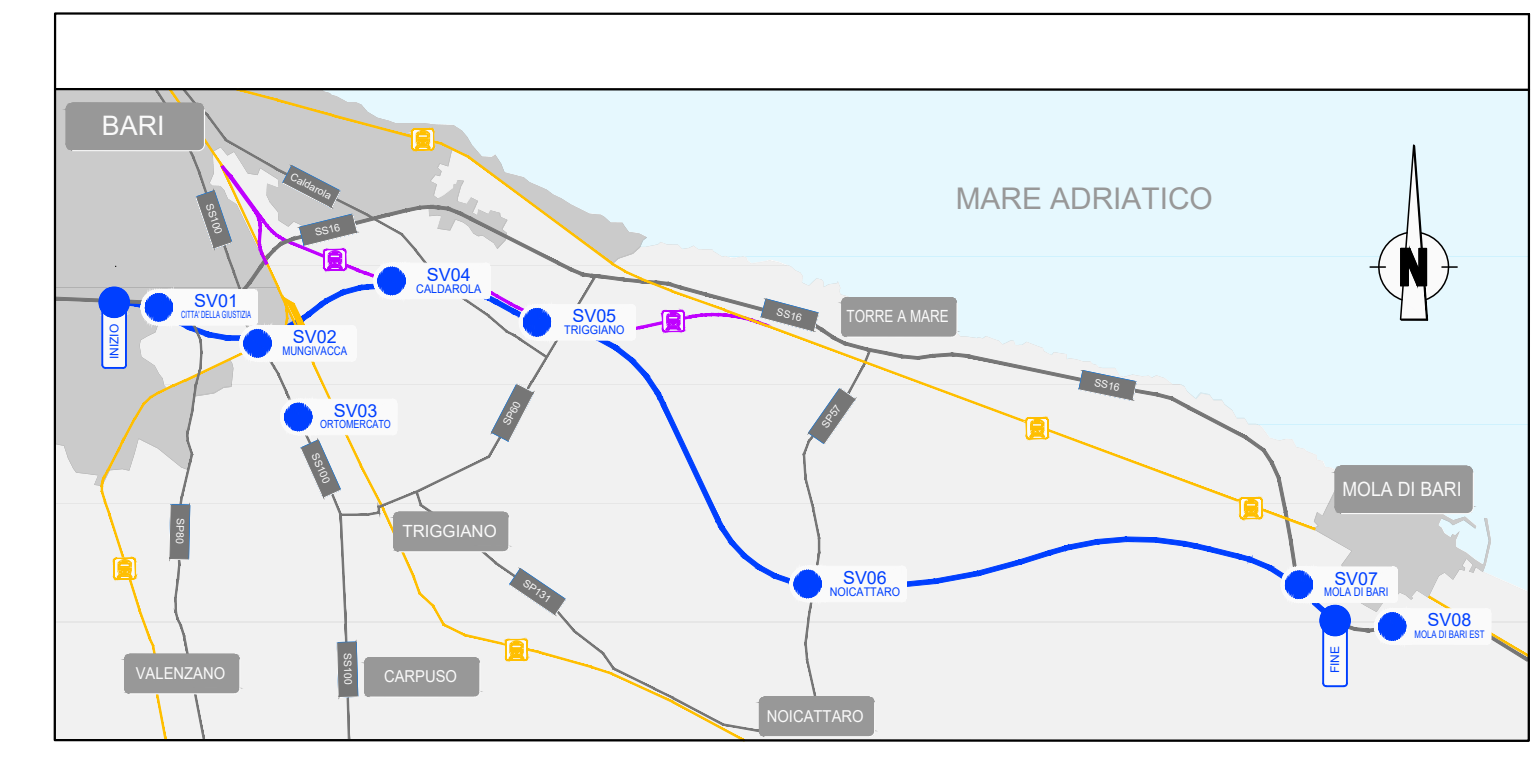 BARI
MARE ADRIATICO
Caldarola
SS100
SS16
N
SV04
CALDAROLA
SV01
CITTA' DELLA GIUSTIZIA
SV05
TRIGGIANO
SS16
TORRE A MARE
INIZIO
SV02
MUNGIVACCA
SS16
SV03
ORTOMERCATO
SP60
SP57
SS100
MOLA DI BARI
SP80
TRIGGIANO
SV06
NOICATTARO
SV07
MOLA DI BARI
SP131
SV08
MOLA DI BARI EST
FINE
VALENZANO
SS100
CARPUSO
NOICATTARO